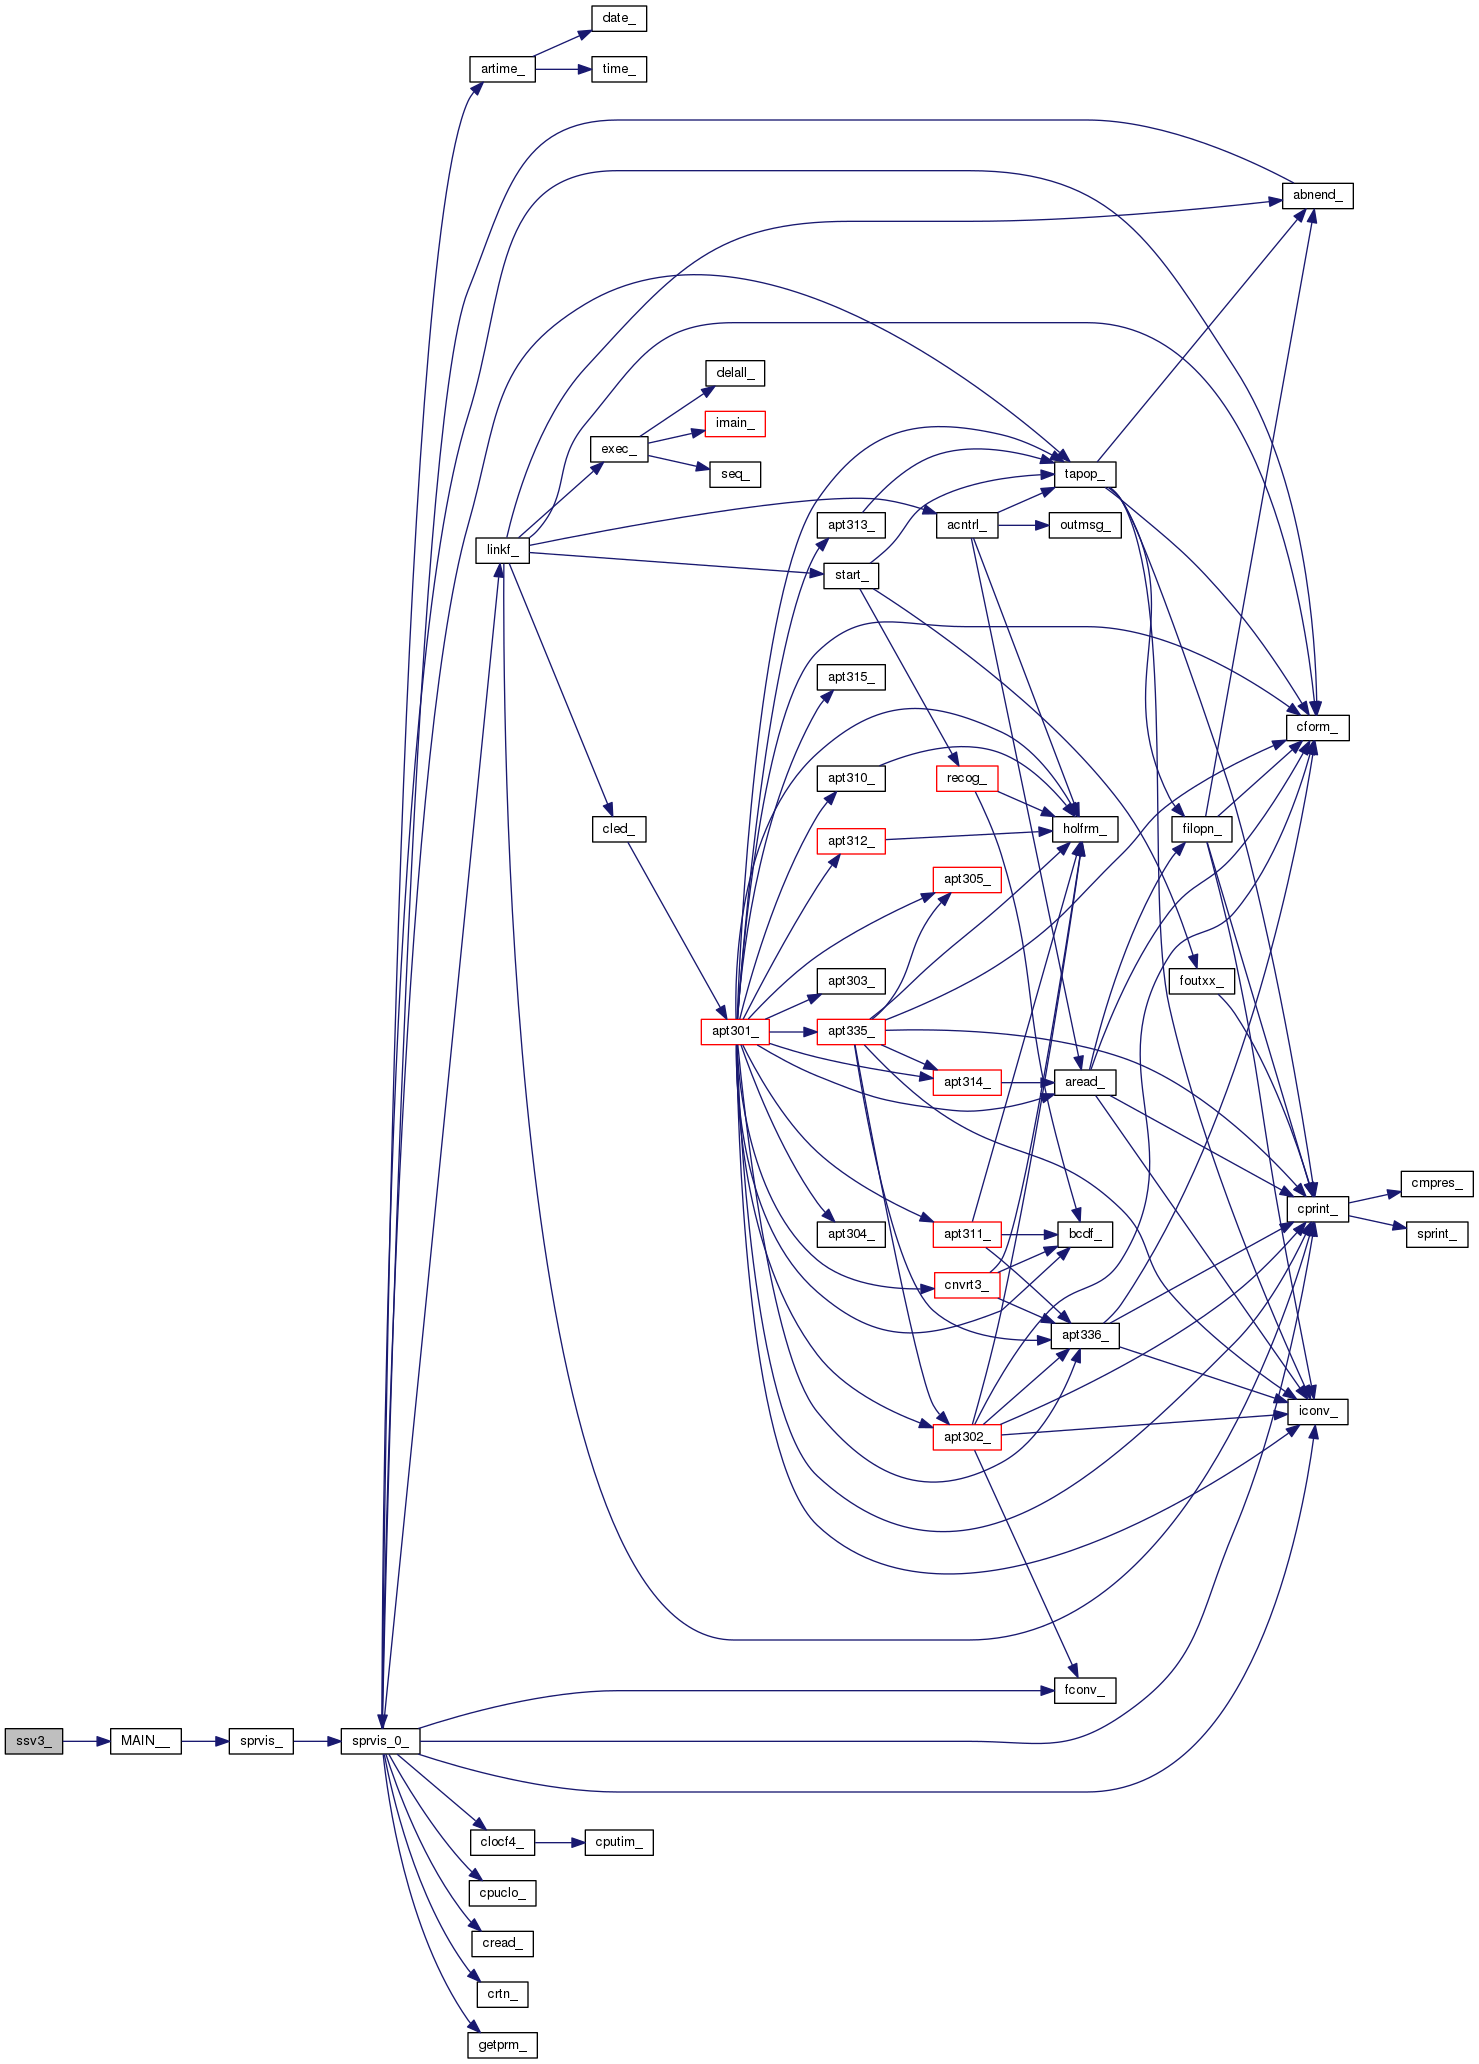 date_
artime_
time_
abnend_
delall_
imain_
exec_
seq_
tapop_
apt313_
acntrl_
outmsg_
linkf_
start_
apt315_
cform_
apt310_
recog_
cled_
apt312_
holfrm_
filopn_
apt305_
apt303_
foutxx_
apt301_
apt335_
apt314_
aread_
cmpres_
cprint_
apt304_
apt311_
bcdf_
sprint_
cnvrt3_
apt336_
apt302_
iconv_
fconv_
ssv3_
MAIN__
sprvis_
sprvis_0_
clocf4_
cputim_
cpuclo_
cread_
crtn_
getprm_